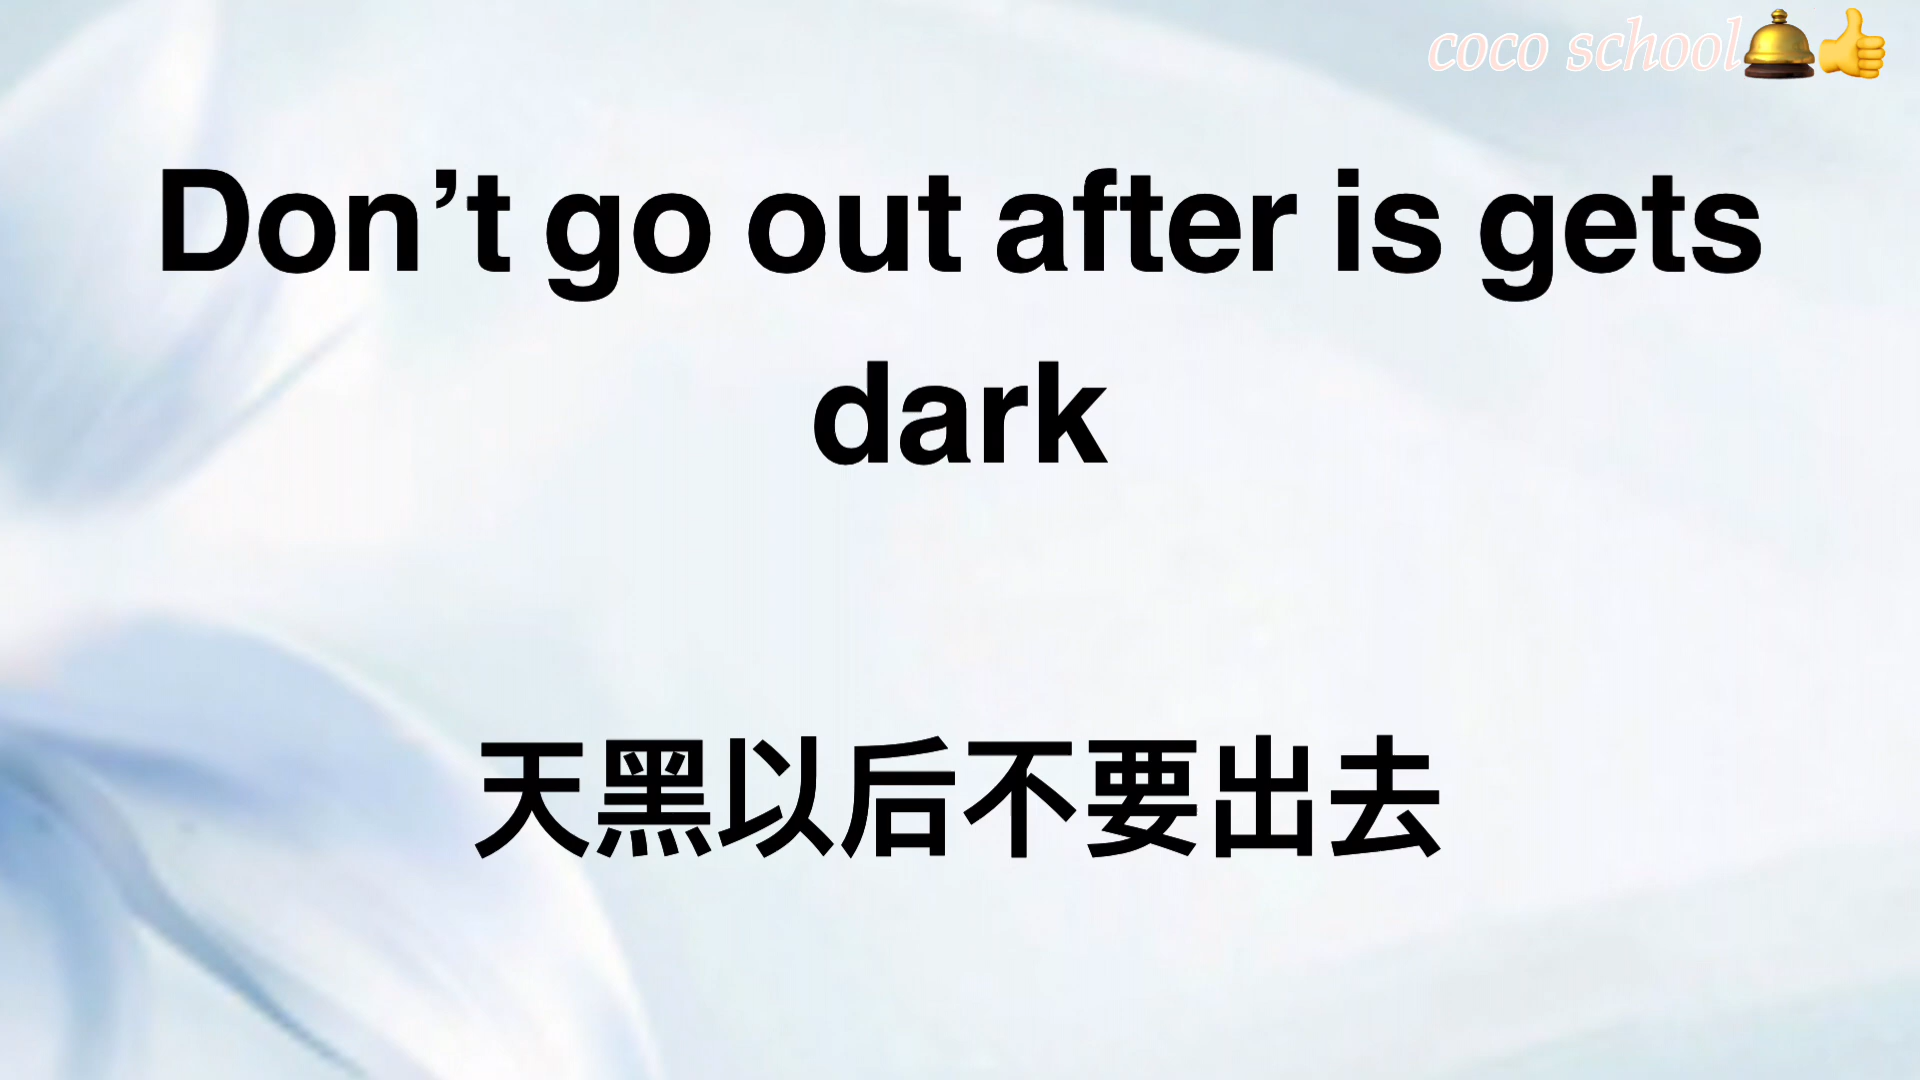 coco school🛎️👍
Don’t go out after is gets
dark
天黑以后不要出去